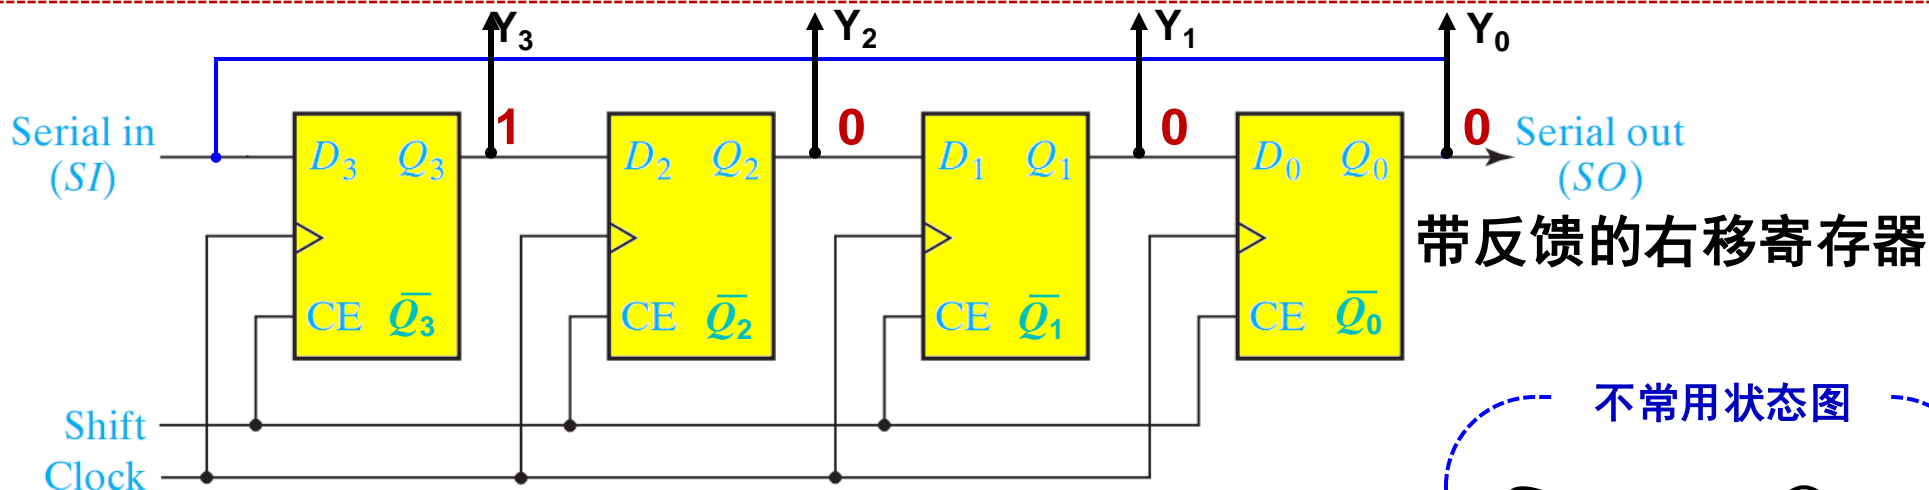 Y3 Y2 Y1 Y0
1 0 0 0
Serial in (SI)
D3 Q3 D2 Q2 D1 Q1 D0 Q0
Serial out (SO)
带反馈的右移寄存器
CE Q̅3 CE Q̅2 CE Q̅1 CE Q̅0
不常用状态图
Shift
Clock